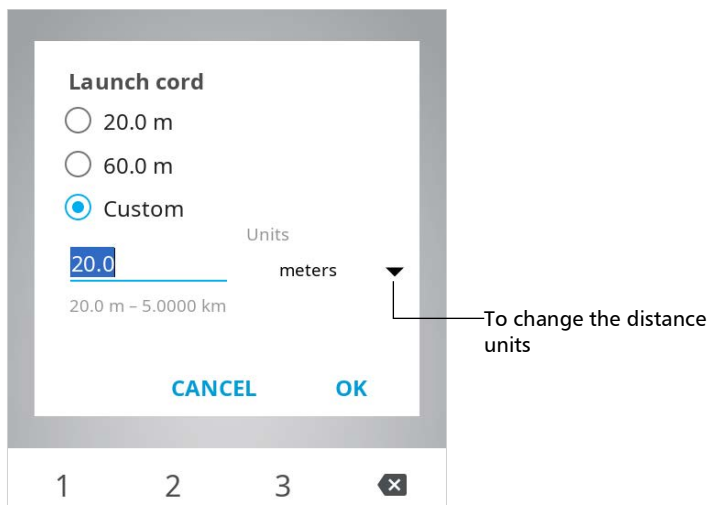 Launch cord
20.0 m
60.0 m
Custom
Units
20.0
meters
20.0 m – 5.0000 km
To change the distance
units
CANCEL
OK
1 2 3